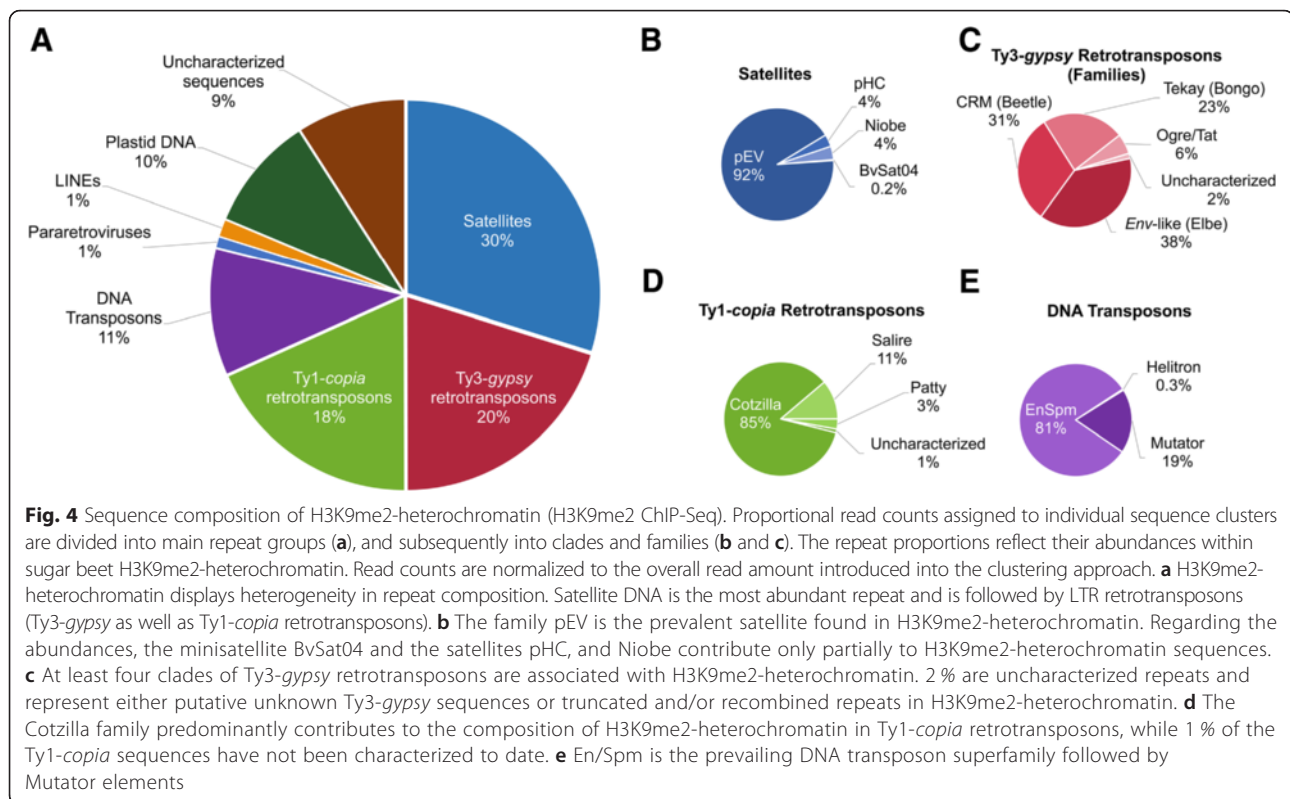 A
Uncharacterized
sequences
9%
Plastid DNA
10%
LINEs
1%
Pararetroviruses
1%
DNA
Transposons
11%
Satellites
30%
Ty1-copia
retrotransposons
18%
Ty3-gypsy
retrotransposons
20%
B
Satellites
pHC
4%
Niobe
4%
pEV
92%
BvSat04
0.2%
C
Ty3-gypsy Retrotransposons
(Families)
Tekay (Bongo)
23%
CRM (Beetle)
31%
Ogre/Tat
6%
Uncharacterized
2%
Env-like (Elbe)
38%
D
Ty1-copia Retrotransposons
Salire
11%
Cotzilla
85%
Patty
3%
Uncharacterized
1%
E
DNA Transposons
Helitron
0.3%
EnSpm
81%
Mutator
19%
Fig. 4 Sequence composition of H3K9me2-heterochromatin (H3K9me2 ChIP-Seq). Proportional read counts assigned to individual sequence clusters
are divided into main repeat groups (a), and subsequently into clades and families (b and c). The repeat proportions reflect their abundances within
sugar beet H3K9me2-heterochromatin. Read counts are normalized to the overall read amount introduced into the clustering approach. a H3K9me2-
heterochromatin displays heterogeneity in repeat composition. Satellite DNA is the most abundant repeat and is followed by LTR retrotransposons
(Ty3-gypsy as well as Ty1-copia retrotransposons). b The family pEV is the prevalent satellite found in H3K9me2-heterochromatin. Regarding the
abundances, the minisatellite BvSat04 and the satellites pHC, and Niobe contribute only partially to H3K9me2-heterochromatin sequences.
c At least four clades of Ty3-gypsy retrotransposons are associated with H3K9me2-heterochromatin. 2 % are uncharacterized repeats and
represent either putative unknown Ty3-gypsy sequences or truncated and/or recombined repeats in H3K9me2-heterochromatin. d The
Cotzilla family predominantly contributes to the composition of H3K9me2-heterochromatin in Ty1-copia retrotransposons, while 1 % of the
Ty1-copia sequences have not been characterized to date. e En/Spm is the prevailing DNA transposon superfamily followed by
Mutator elements